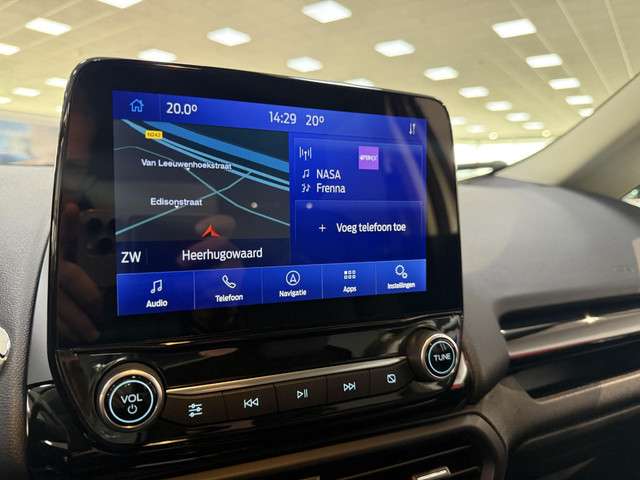 20.0° 14:29 20°
N242
Van Leeuwenhoekstraat
Edisonstraat
NASA
Frenna
+ Voeg telefoon toe
ZW Heerhugowaard
Audio Telefoon Navigatie Apps Instellingen
VOL
TUNE